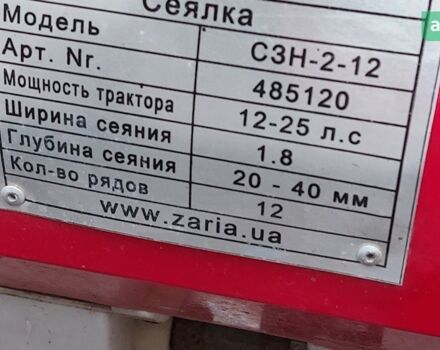 Сеялка
Модель СЗН-2-12
Арт. Nr. 485120
Мощность трактора 12-25 л.с
Ширина сеяния 1.8
Глубина сеяния 20 - 40 мм
Кол-во рядов 12
www.zaria.ua